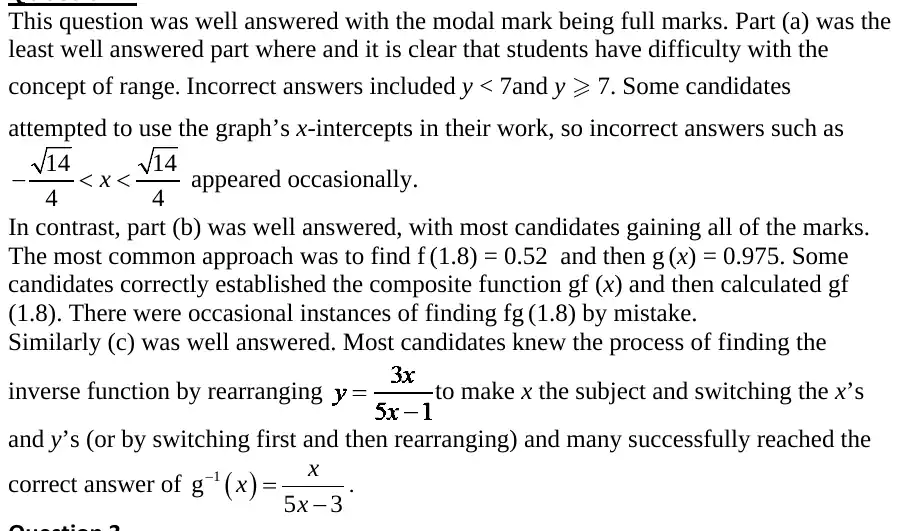 This question was well answered with the modal mark being full marks. Part (a) was the
least well answered part where and it is clear that students have difficulty with the
concept of range. Incorrect answers included y < 7and y ⩾ 7. Some candidates
attempted to use the graph’s x-intercepts in their work, so incorrect answers such as
−√14/4 < x < √14/4 appeared occasionally.
In contrast, part (b) was well answered, with most candidates gaining all of the marks.
The most common approach was to find f (1.8) = 0.52 and then g (x) = 0.975. Some
candidates correctly established the composite function gf (x) and then calculated gf
(1.8). There were occasional instances of finding fg (1.8) by mistake.
Similarly (c) was well answered. Most candidates knew the process of finding the
inverse function by rearranging y = 3x/(5x − 1) to make x the subject and switching the x’s
and y’s (or by switching first and then rearranging) and many successfully reached the
correct answer of g⁻¹(x) = x/(5x − 3).